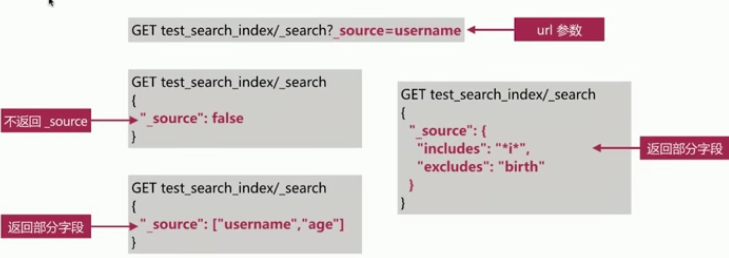 GET test_search_index/_search?_source=username
url 参数
GET test_search_index/_search
{
"_source": false
}
不返回 _source
GET test_search_index/_search
{
"_source": {
"includes": "*i*",
"excludes": "birth"
}
}
返回部分字段
GET test_search_index/_search
{
"_source": ["username","age"]
}
返回部分字段